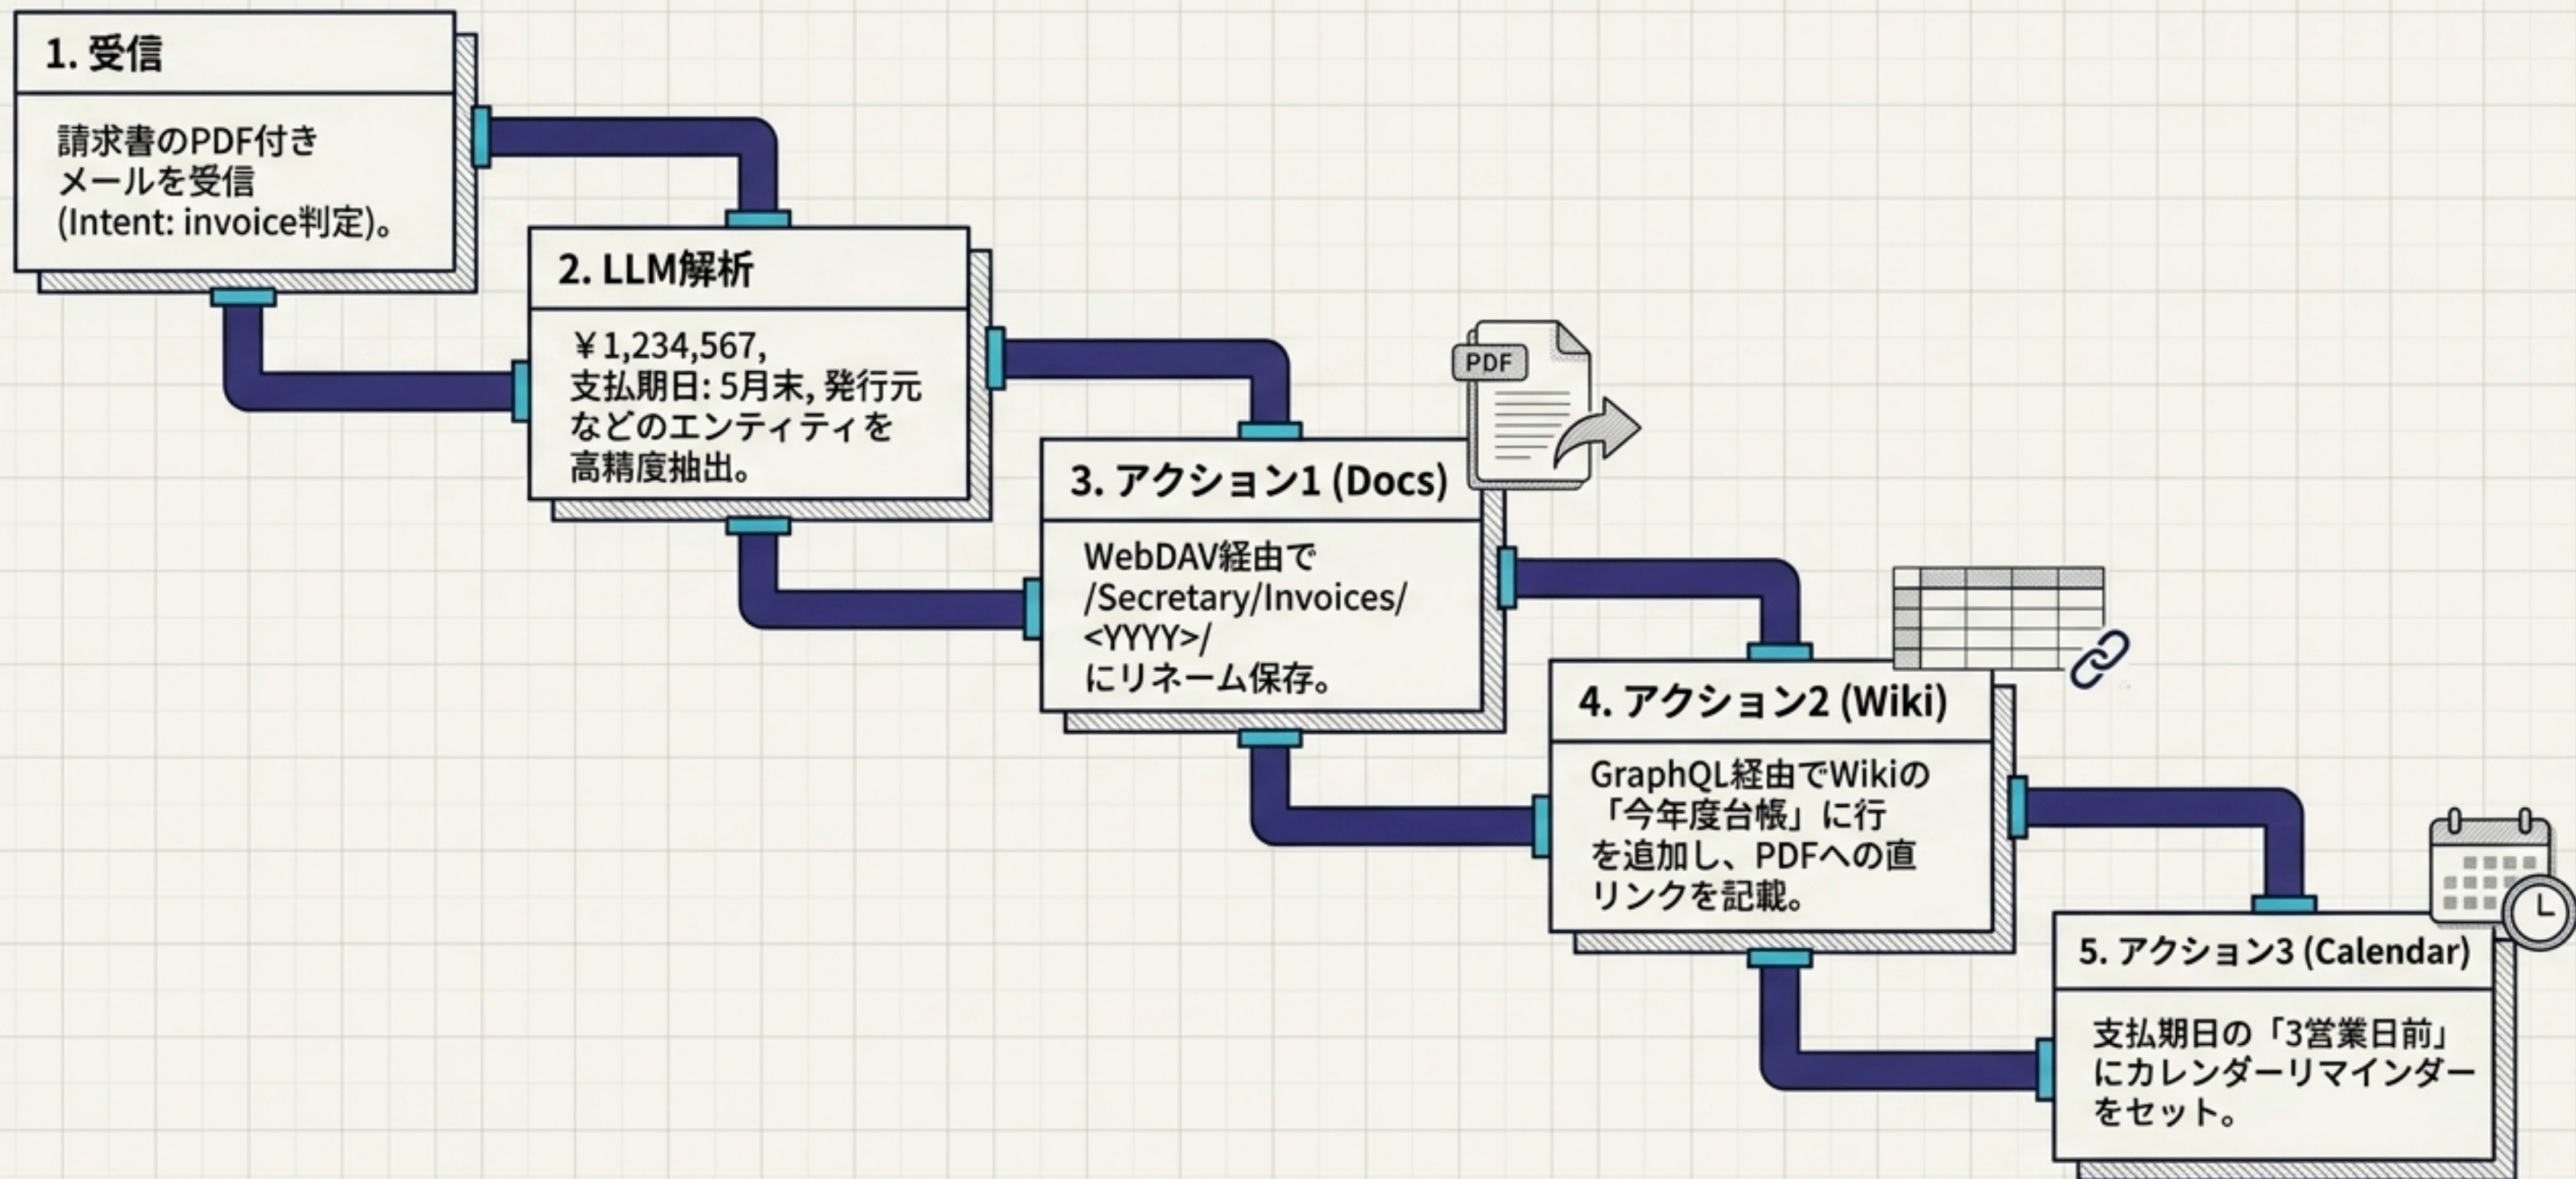 1. 受信
請求書のPDF付き
メールを受信
(Intent: invoice判定)。
2. LLM解析
￥1,234,567,
支払期日: 5月末, 発行元
などのエンティティを
高精度抽出。
PDF
3. アクション1 (Docs)
WebDAV経由で
/Secretary/Invoices/
<YYYY>/
にリネーム保存。
4. アクション2 (Wiki)
GraphQL経由でWikiの
「今年度台帳」に行
を追加し、PDFへの直
リンクを記載。
5. アクション3 (Calendar)
支払期日の「3営業日前」
にカレンダーリマインダー
をセット。